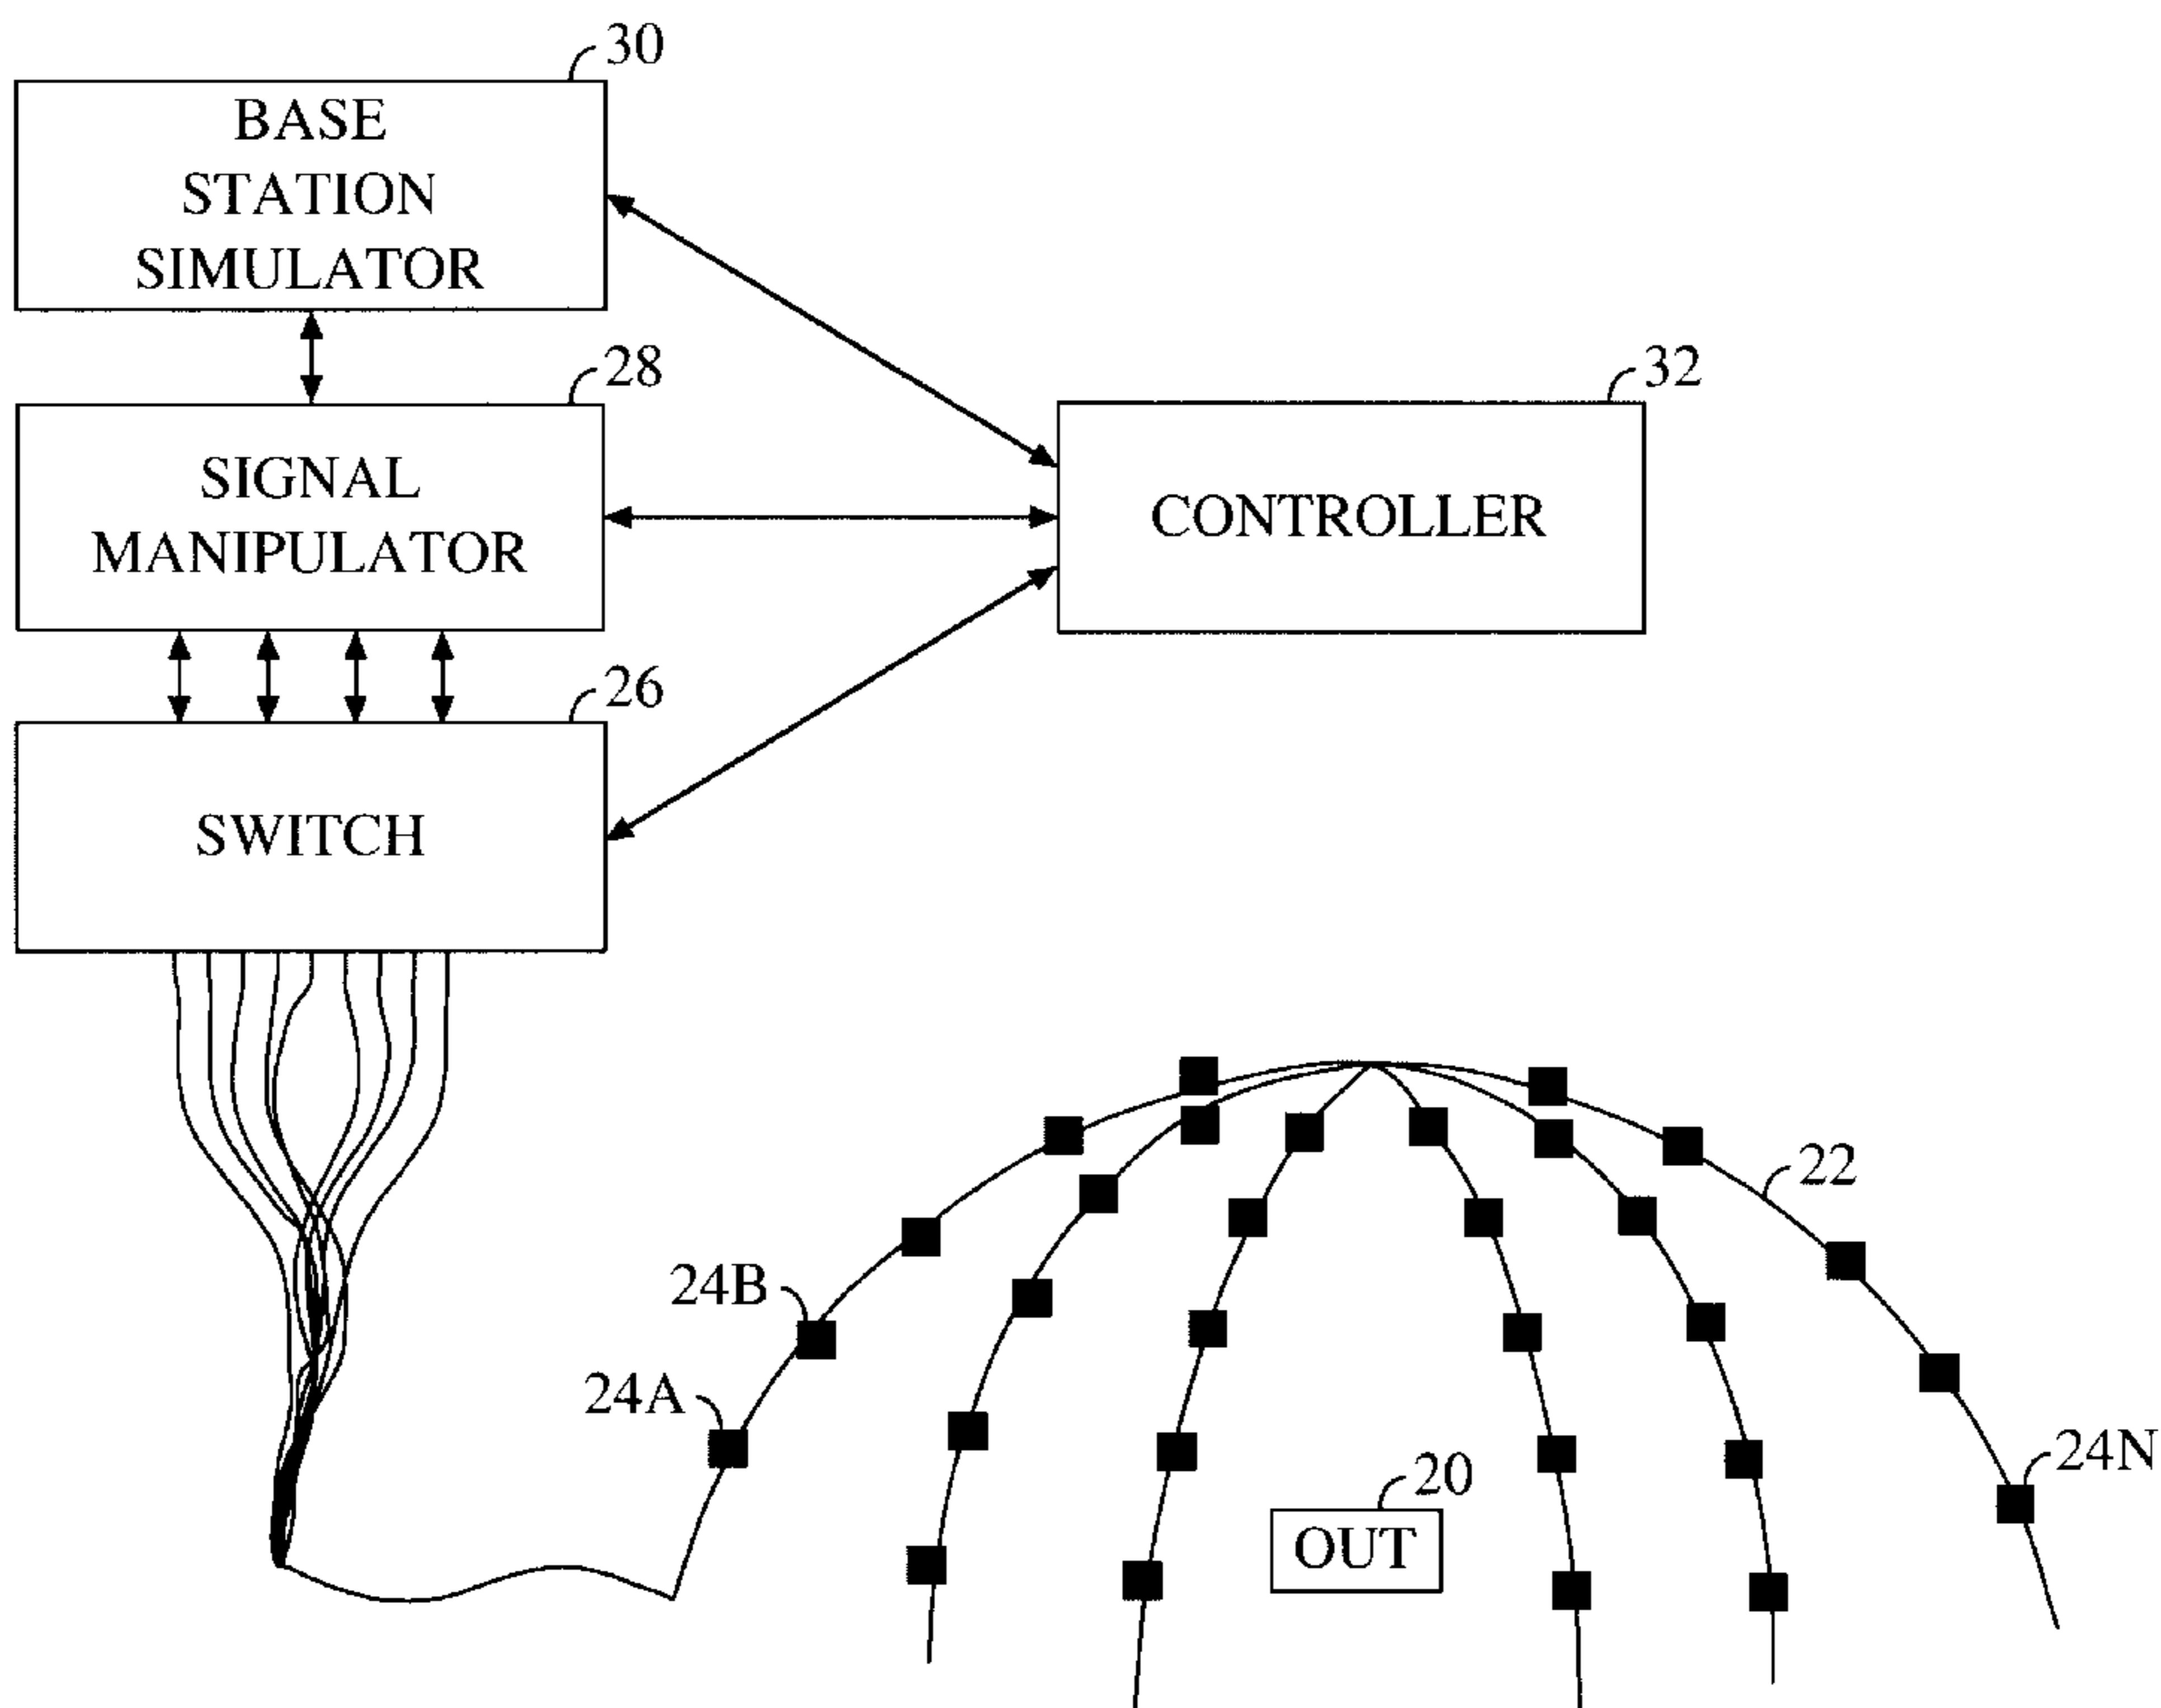 30
BASE
STATION
SIMULATOR
28
32
SIGNAL
MANIPULATOR
CONTROLLER
26
SWITCH
22
24B
24A
24N
20
OUT